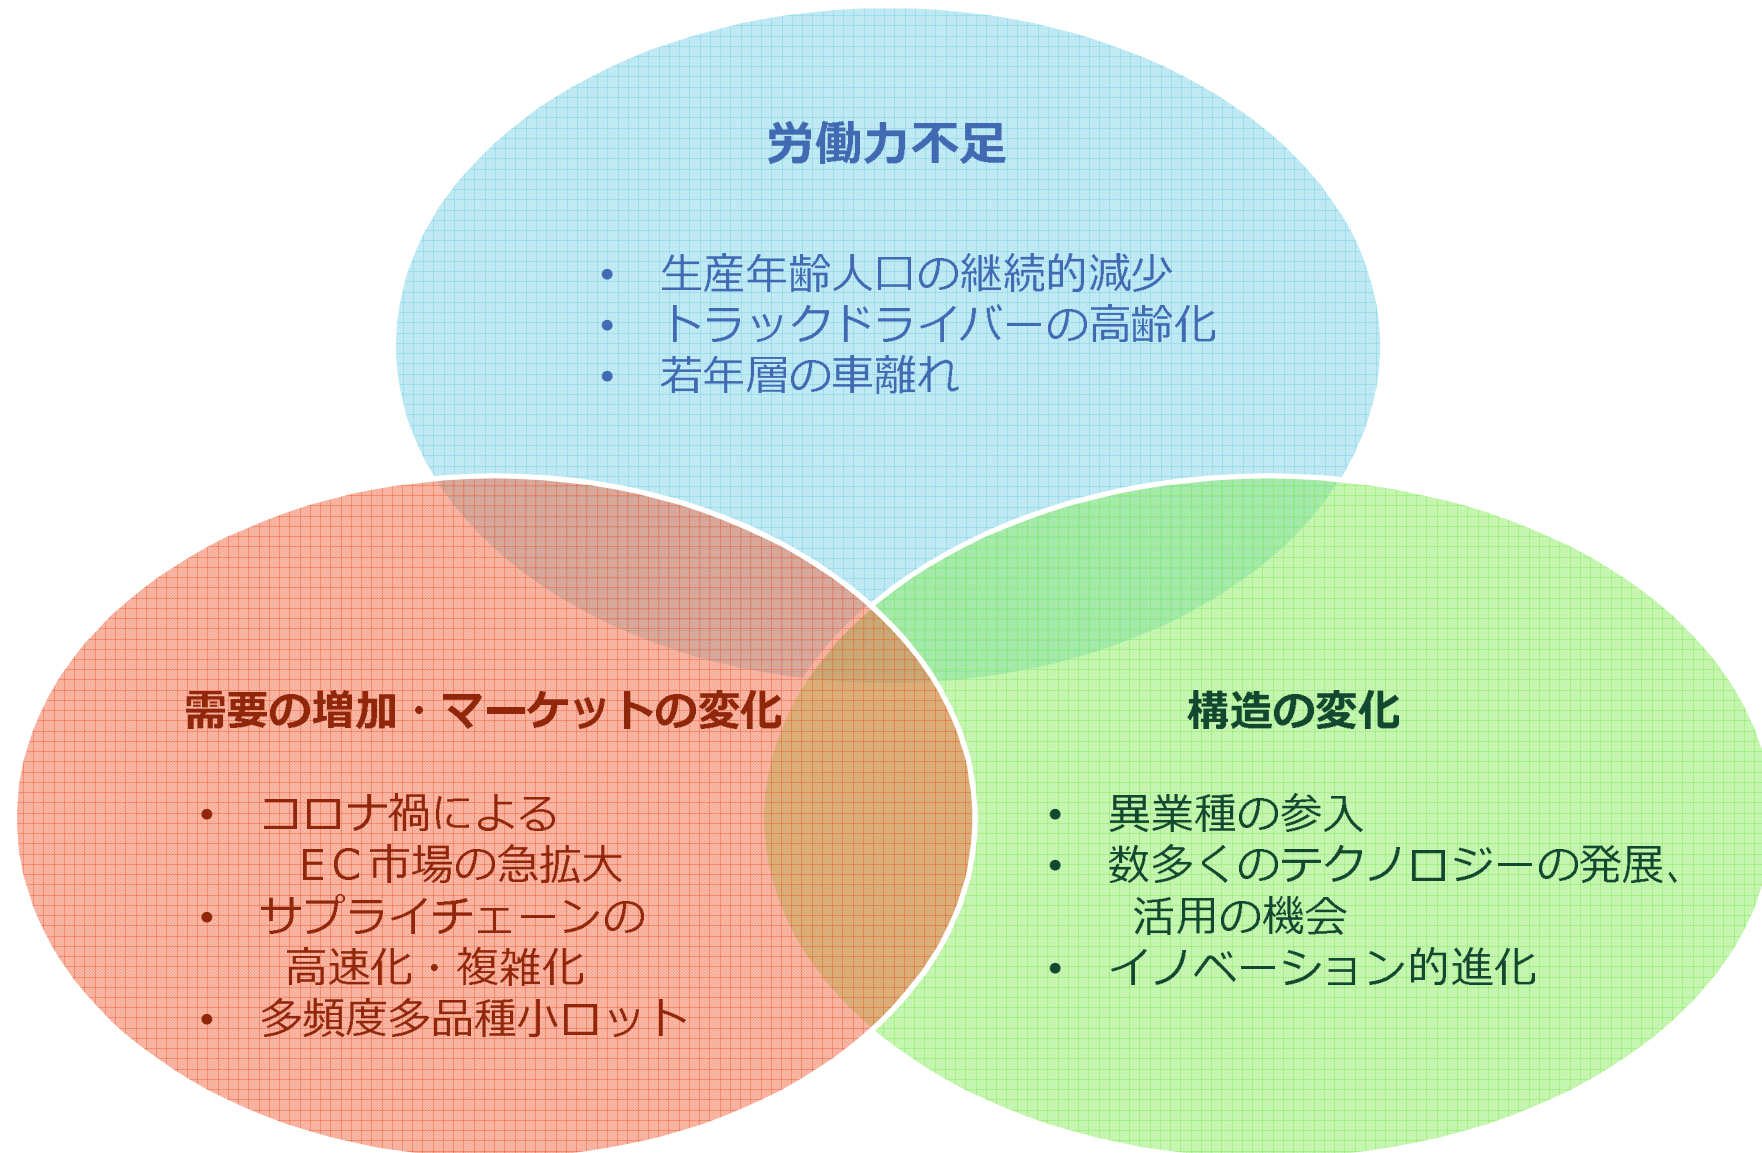 労働力不足
• 生産年齢人口の継続的減少
• トラックドライバーの高齢化
• 若年層の車離れ
需要の増加・マーケットの変化
• コロナ禍による
ＥＣ市場の急拡大
• サプライチェーンの
高速化・複雑化
• 多頻度多品種小ロット
構造の変化
• 異業種の参入
• 数多くのテクノロジーの発展、
活用の機会
• イノベーション的進化